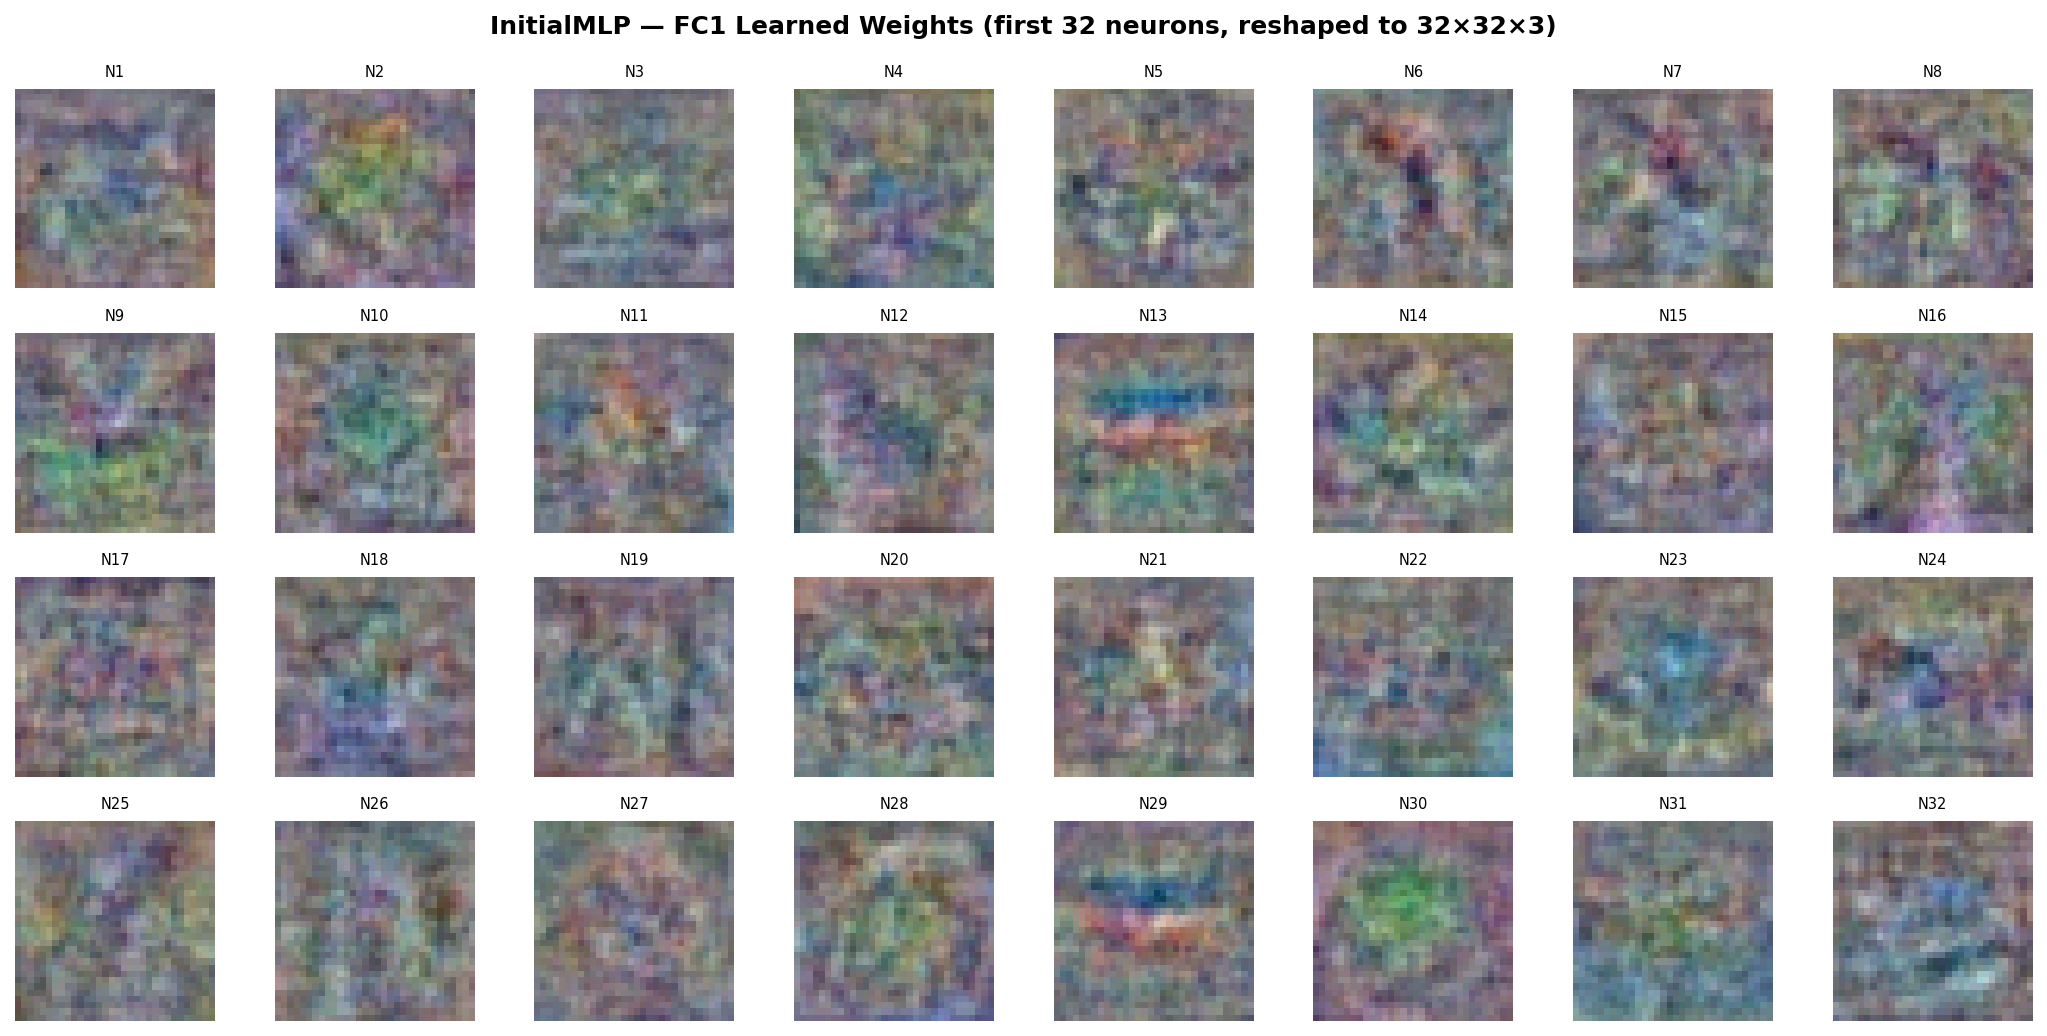 InitialMLP — FC1 Learned Weights (first 32 neurons, reshaped to 32×32×3)
N1 N2 N3 N4 N5 N6 N7 N8
N9 N10 N11 N12 N13 N14 N15 N16
N17 N18 N19 N20 N21 N22 N23 N24
N25 N26 N27 N28 N29 N30 N31 N32